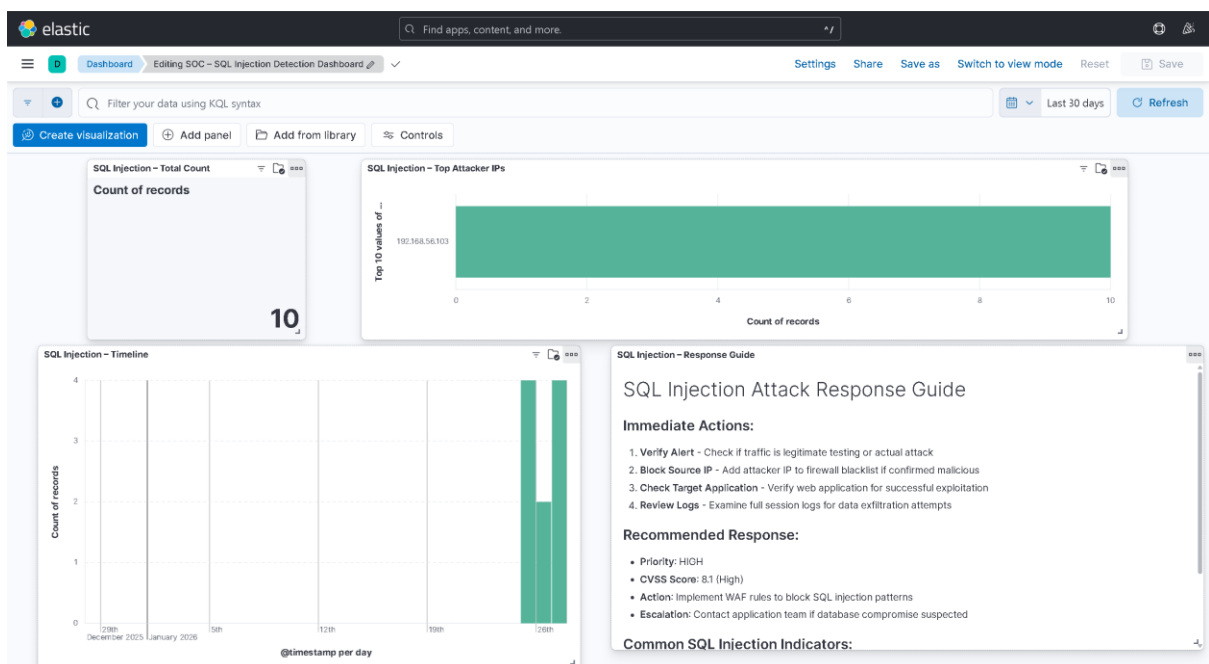 elastic
Find apps, content, and more.
^/
D
Dashboard
Editing SOC – SQL Injection Detection Dashboard
Settings
Share
Save as
Switch to view mode
Reset
Save
Filter your data using KQL syntax
Last 30 days
Refresh
Create visualization
Add panel
Add from library
Controls
SQL Injection – Total Count
Count of records
10
SQL Injection – Top Attacker IPs
Top 10 values of ...
192.168.56.103
0 2 4 6 8 10
Count of records
SQL Injection – Timeline
Count of records
4
3
2
1
0
29th 5th 12th 19th 26th
December 2025 January 2026
@timestamp per day
SQL Injection – Response Guide
SQL Injection Attack Response Guide
Immediate Actions:
1. Verify Alert - Check if traffic is legitimate testing or actual attack
2. Block Source IP - Add attacker IP to firewall blacklist if confirmed malicious
3. Check Target Application - Verify web application for successful exploitation
4. Review Logs - Examine full session logs for data exfiltration attempts
Recommended Response:
• Priority: HIGH
• CVSS Score: 8.1 (High)
• Action: Implement WAF rules to block SQL injection patterns
• Escalation: Contact application team if database compromise suspected
Common SQL Injection Indicators: